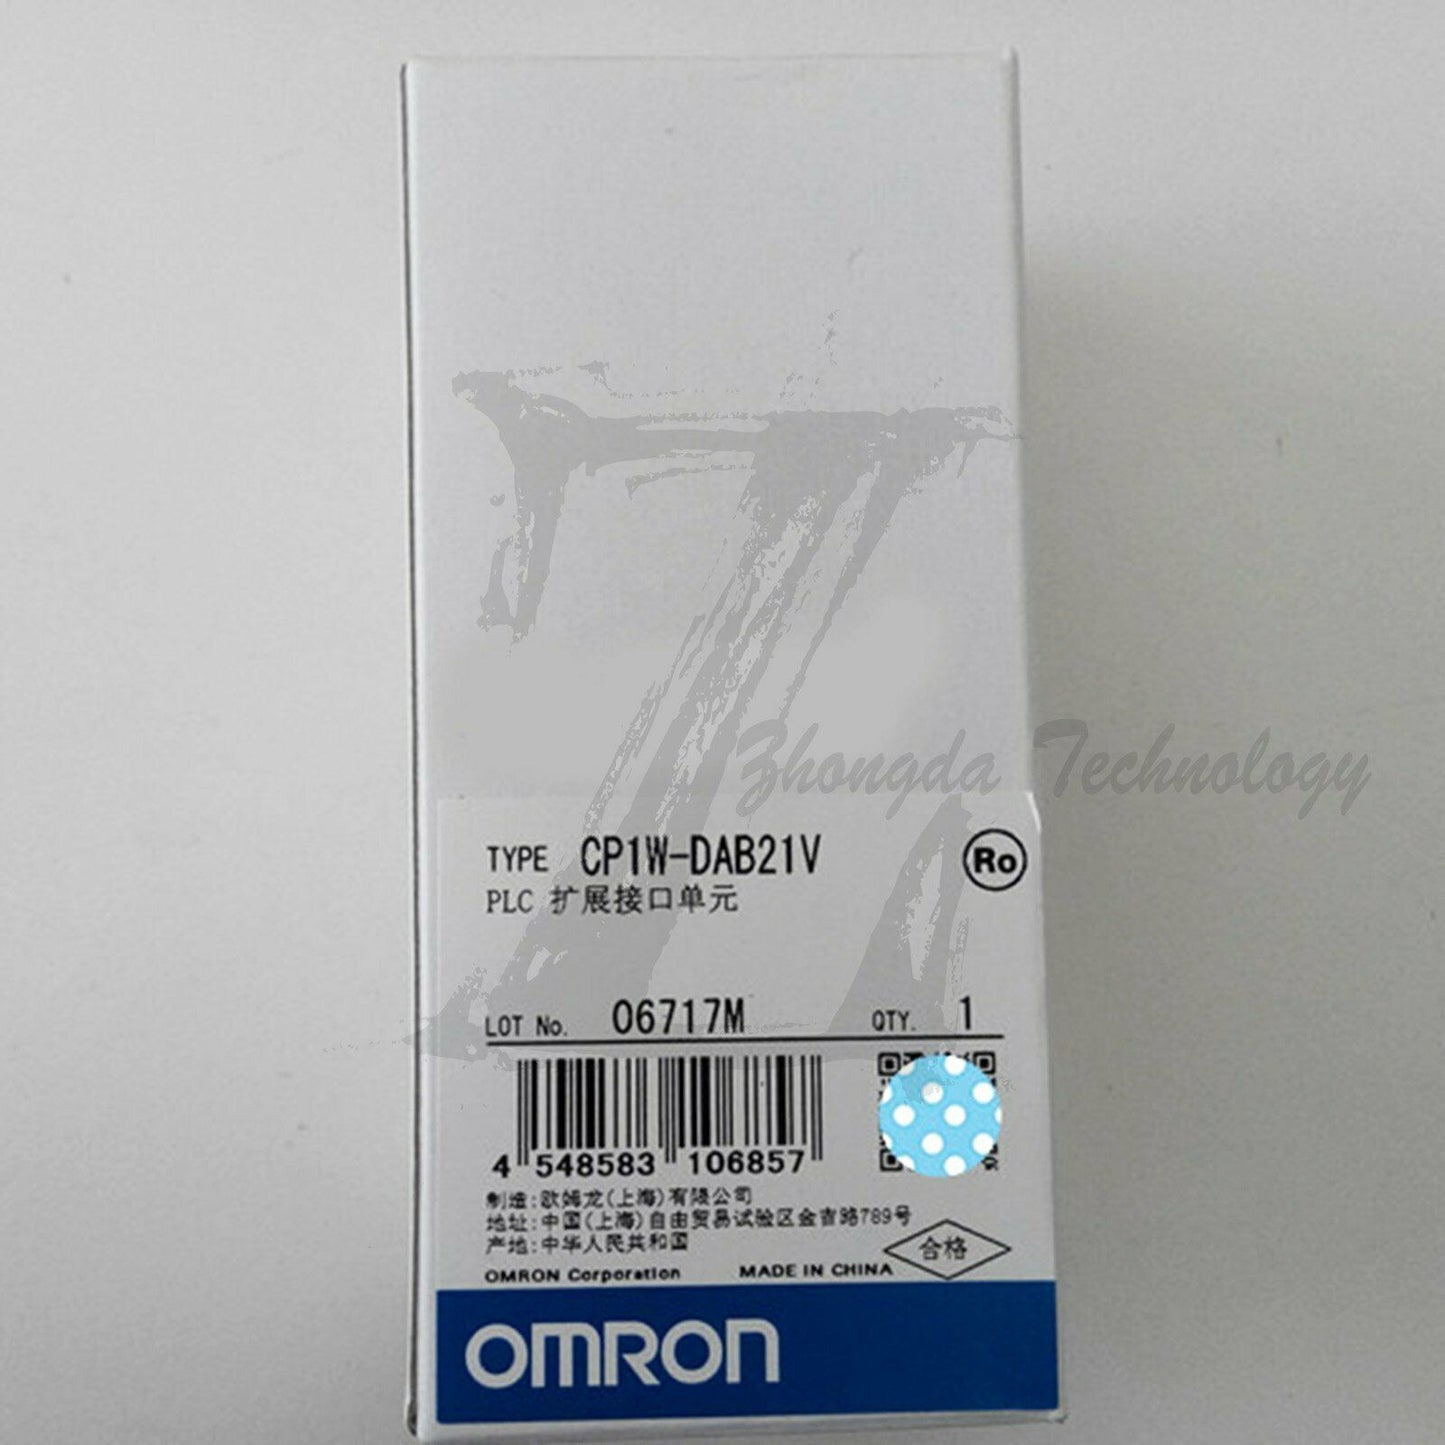 Zhongda Technology
TYPE CP1W-DAB21V
Ro
PLC 扩展接口单元
LOT No. 06717M QTY. 1
4 548583 106857
制造:欧姆龙(上海)有限公司
地址:中国(上海)自由贸易试验区金吉路789号
产地:中华人民共和国
合格
OMRON Corporation MADE IN CHINA
OMRON